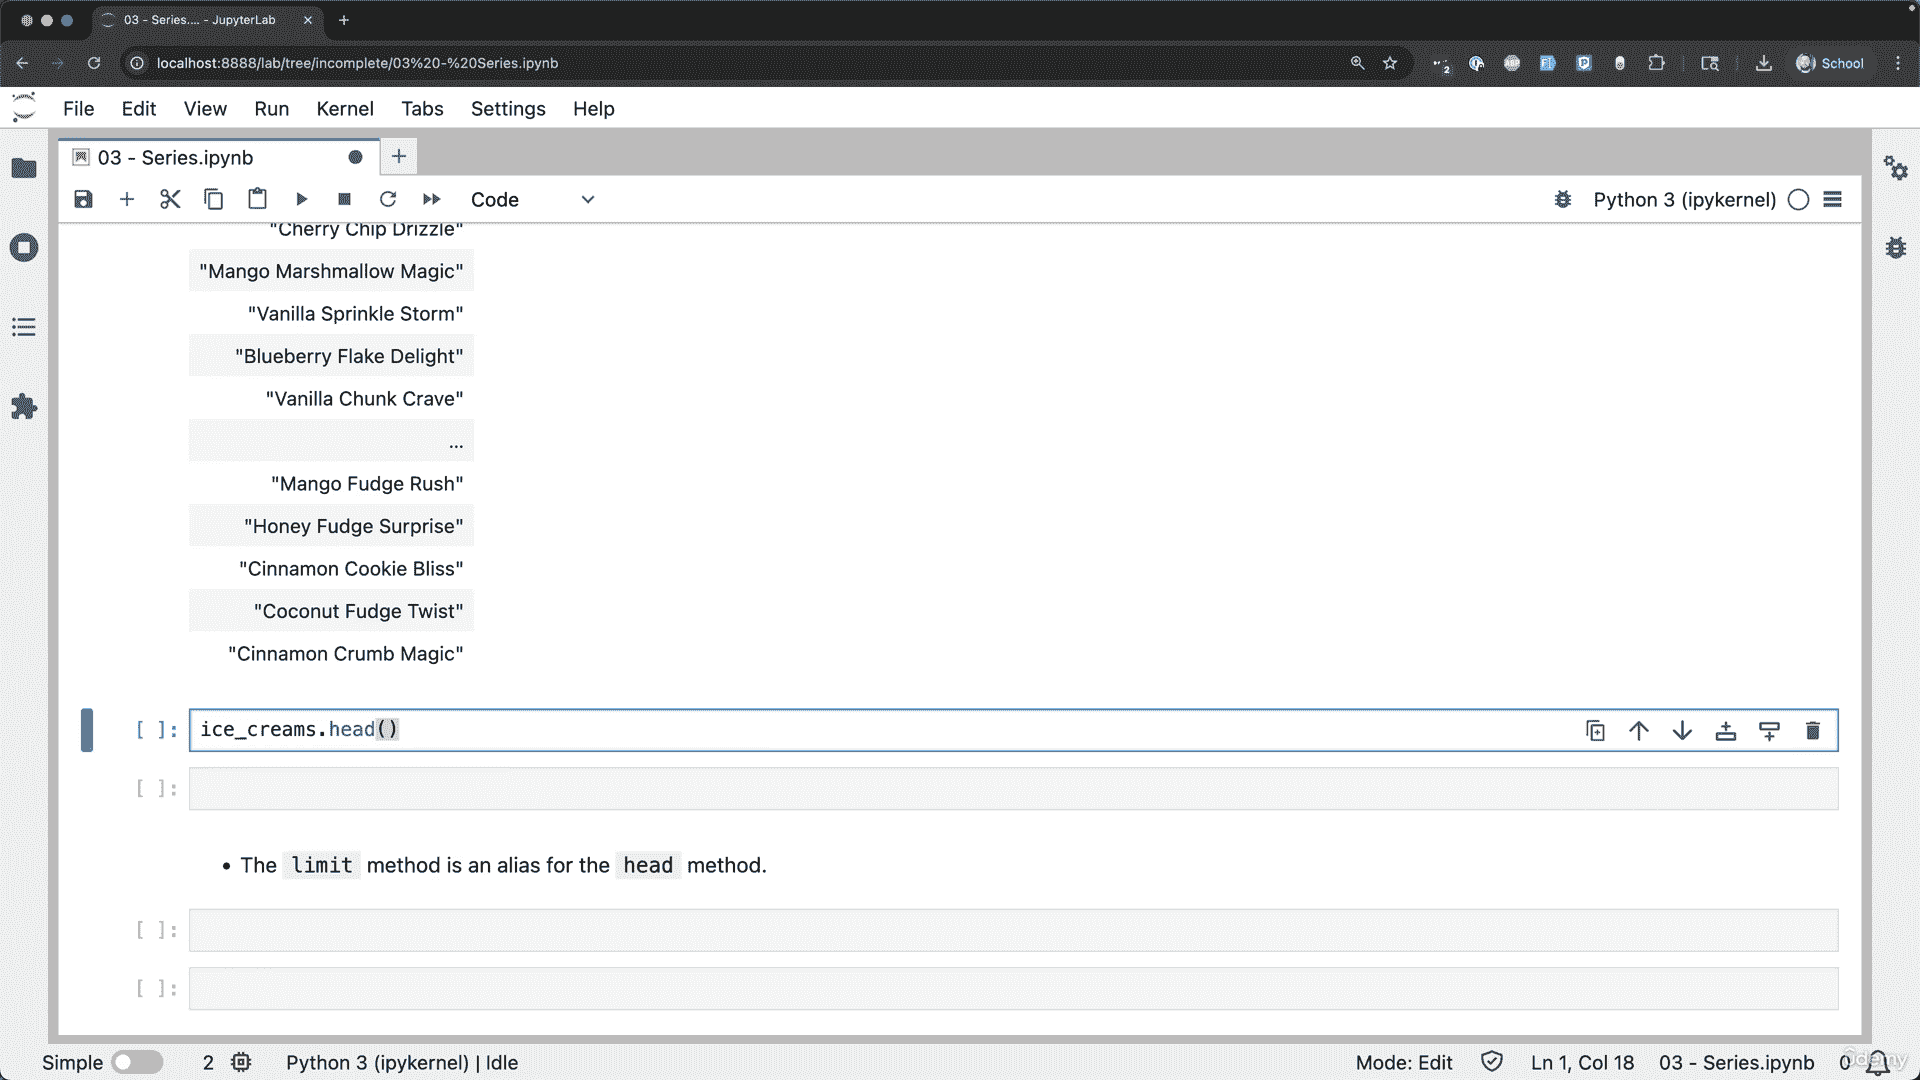 03 - Series.... - JupyterLab
localhost:8888/lab/tree/incomplete/03%20-%20Series.ipynb
2
ABP
School
File Edit View Run Kernel Tabs Settings Help
03 - Series.ipynb
Code
Python 3 (ipykernel)
"Cherry Chip Drizzle"
"Mango Marshmallow Magic"
"Vanilla Sprinkle Storm"
"Blueberry Flake Delight"
"Vanilla Chunk Crave"
...
"Mango Fudge Rush"
"Honey Fudge Surprise"
"Cinnamon Cookie Bliss"
"Coconut Fudge Twist"
"Cinnamon Crumb Magic"
[ ]: ice_creams.head()
[ ]:
• The limit method is an alias for the head method.
[ ]:
[ ]:
Simple 2 Python 3 (ipykernel) | Idle Mode: Edit Ln 1, Col 18 03 - Series.ipynb 0
ûdemy